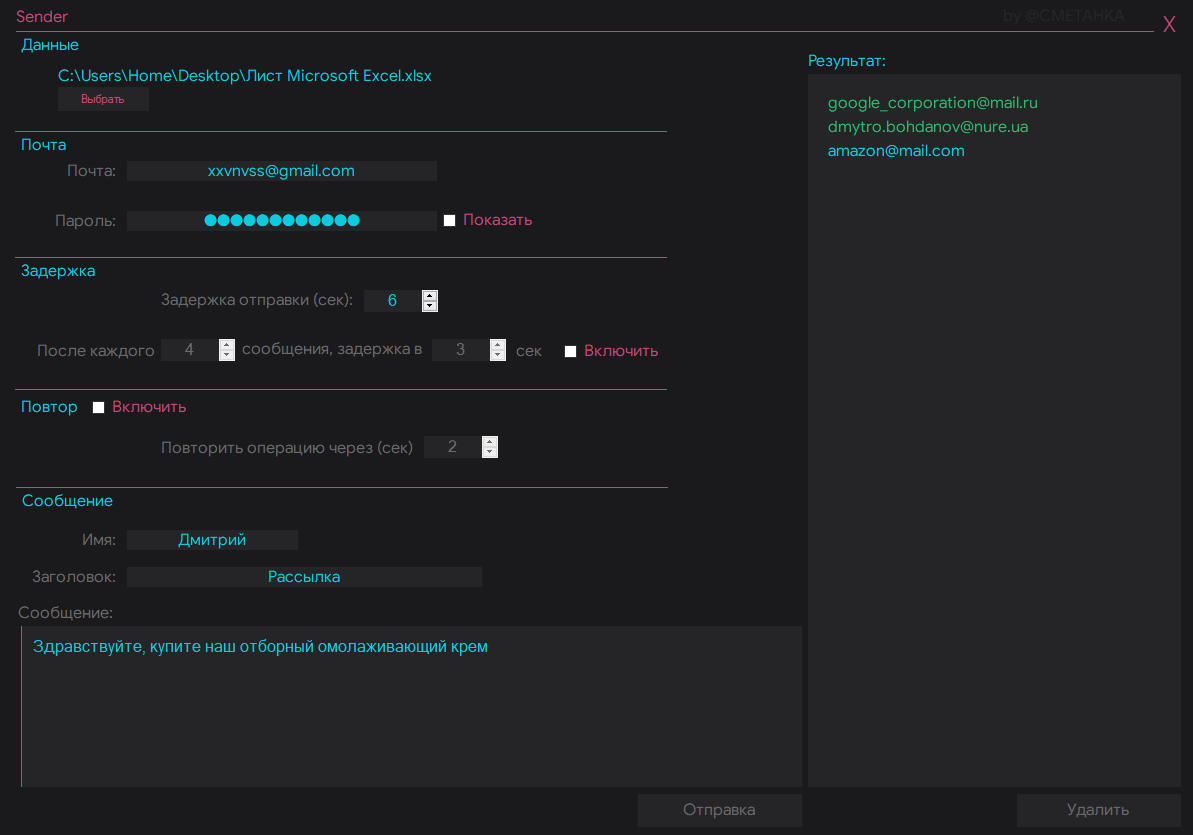 Sender
by @CMETAHKA
X
Данные
C:\Users\Home\Desktop\Лист Microsoft Excel.xlsx
Выбрать
Почта
Почта: xxvnvss@gmail.com
Пароль: ●●●●●●●●●●●● Показать
Задержка
Задержка отправки (сек): 6
После каждого 4 сообщения, задержка в 3 сек Включить
Повтор Включить
Повторить операцию через (сек) 2
Сообщение
Имя: Дмитрий
Заголовок: Рассылка
Сообщение:
Здравствуйте, купите наш отборный омолаживающий крем
Отправка
Результат:
google_corporation@mail.ru
dmytro.bohdanov@nure.ua
amazon@mail.com
Удалить